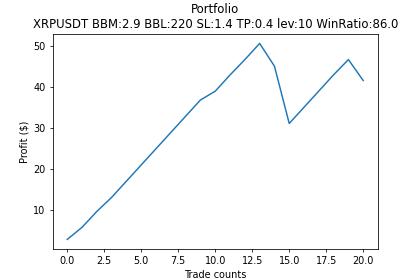 Portfolio
XRPUSDT BBM:2.9 BBL:220 SL:1.4 TP:0.4 lev:10 WinRatio:86.0
50
40
30
20
10
Profit ($)
0.0 2.5 5.0 7.5 10.0 12.5 15.0 17.5 20.0
Trade counts